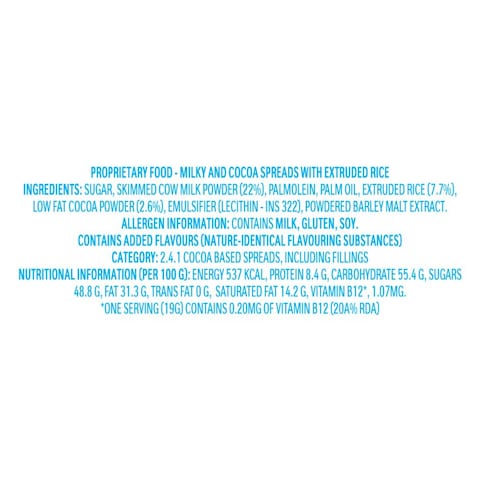 PROPRIETARY FOOD - MILKY AND COCOA SPREADS WITH EXTRUDED RICE
INGREDIENTS: SUGAR, SKIMMED COW MILK POWDER (22%), PALMOLEIN, PALM OIL, EXTRUDED RICE (7.7%),
LOW FAT COCOA POWDER (2.6%), EMULSIFIER (LECITHIN - INS 322), POWDERED BARLEY MALT EXTRACT.
ALLERGEN INFORMATION: CONTAINS MILK, GLUTEN, SOY.
CONTAINS ADDED FLAVOURS (NATURE-IDENTICAL FLAVOURING SUBSTANCES)
CATEGORY: 2.4.1 COCOA BASED SPREADS, INCLUDING FILLINGS
NUTRITIONAL INFORMATION (PER 100 G): ENERGY 537 KCAL, PROTEIN 8.4 G, CARBOHYDRATE 55.4 G, SUGARS
48.8 G, FAT 31.3 G, TRANS FAT 0 G, SATURATED FAT 14.2 G, VITAMIN B12*, 1.07MG.
*ONE SERVING (19G) CONTAINS 0.20MG OF VITAMIN B12 (20A% RDA)